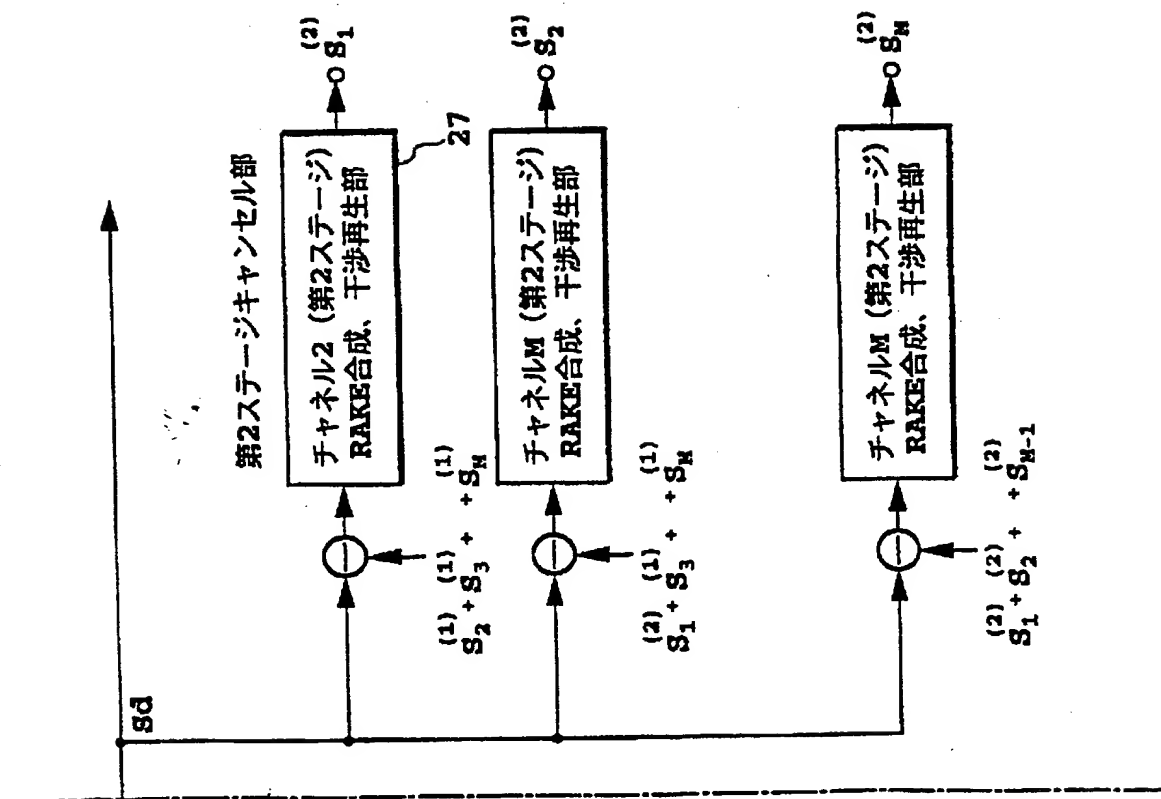 第2ステージキャンセル部
Sd
チャネル2 (第2ステージ)
RAKE合成、干渉再生部
27
(2)
S1
(1) (1) (1)
S2+S3+ +SM
チャネルM (第2ステージ)
RAKE合成、干渉再生部
(2)
S2
(2) (1) (1)
S1+S3+ +SM
チャネルM (第2ステージ)
RAKE合成、干渉再生部
(2)
SM
(2) (2) (2)
S1+S2+ +SM-1